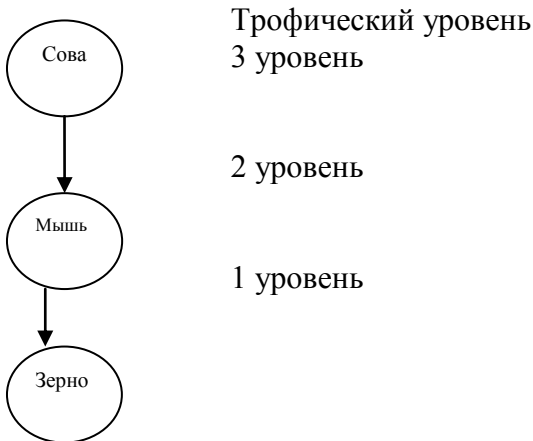 Трофический уровень
Сова
3 уровень
2 уровень
Мышь
1 уровень
Зерно